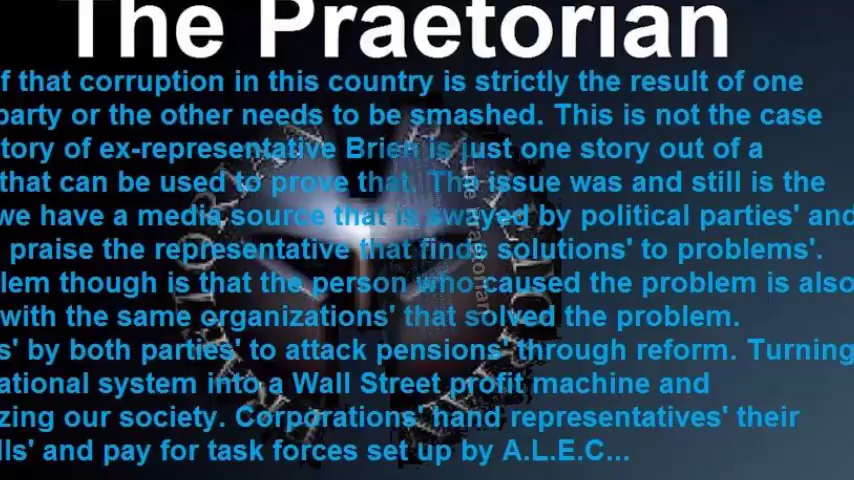 The Praetorian
f that corruption in this country is strictly the result of one
party or the other needs to be smashed. This is not the case
tory of ex-representative Brien is just one story out of a
that can be used to prove that. The issue was and still is the
we have a media source that is swayed by political parties' and
praise the representative that finds solutions' to problems'.
lem though is that the person who caused the problem is also
with the same organizations' that solved the problem.
s' by both parties' to attack pensions' through reform. Turning
ational system into a Wall Street profit machine and
zing our society. Corporations' hand representatives' their
lls' and pay for task forces set up by A.L.E.C...
The Praetorian